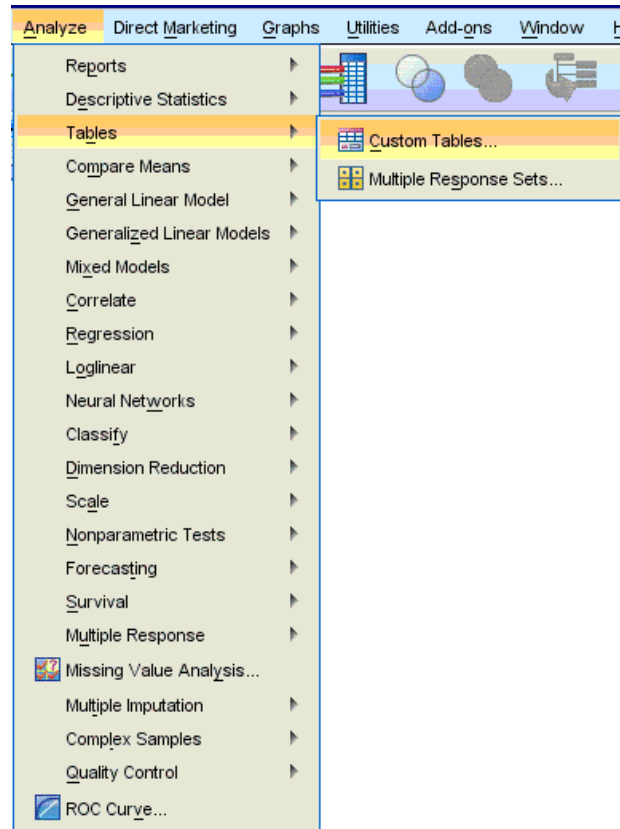 Analyze Direct Marketing Graphs Utilities Add-ons Window H
Reports
Descriptive Statistics
Tables
Custom Tables...
Multiple Response Sets...
Compare Means
General Linear Model
Generalized Linear Models
Mixed Models
Correlate
Regression
Loglinear
Neural Networks
Classify
Dimension Reduction
Scale
Nonparametric Tests
Forecasting
Survival
Multiple Response
Missing Value Analysis...
Multiple Imputation
Complex Samples
Quality Control
ROC Curve...